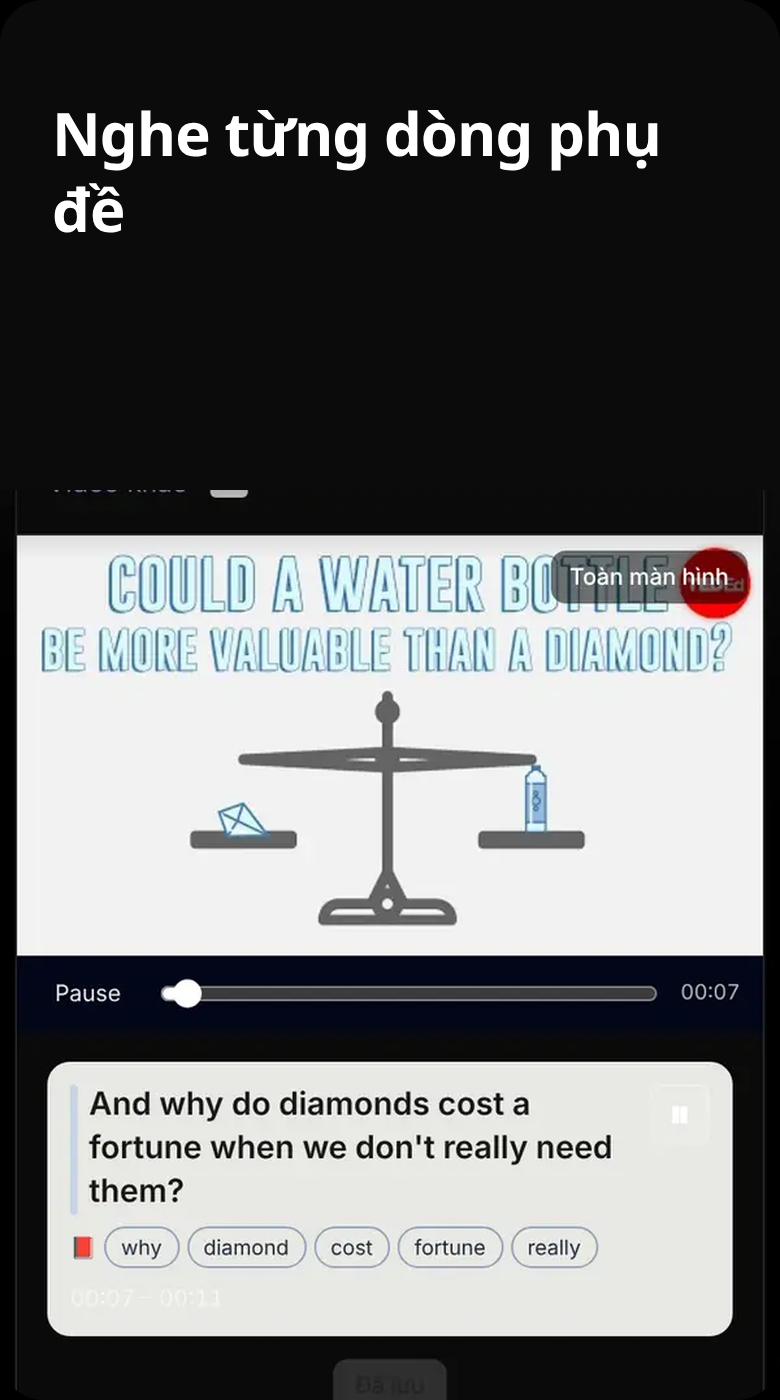 Nghe từng dòng phụ
đề
COULD A WATER BOTTLE
Toàn màn hình
BE MORE VALUABLE THAN A DIAMOND?
Pause
00:07
And why do diamonds cost a
fortune when we don't really need
them?
why diamond cost fortune really
00:07 – 00:11
Đã lưu